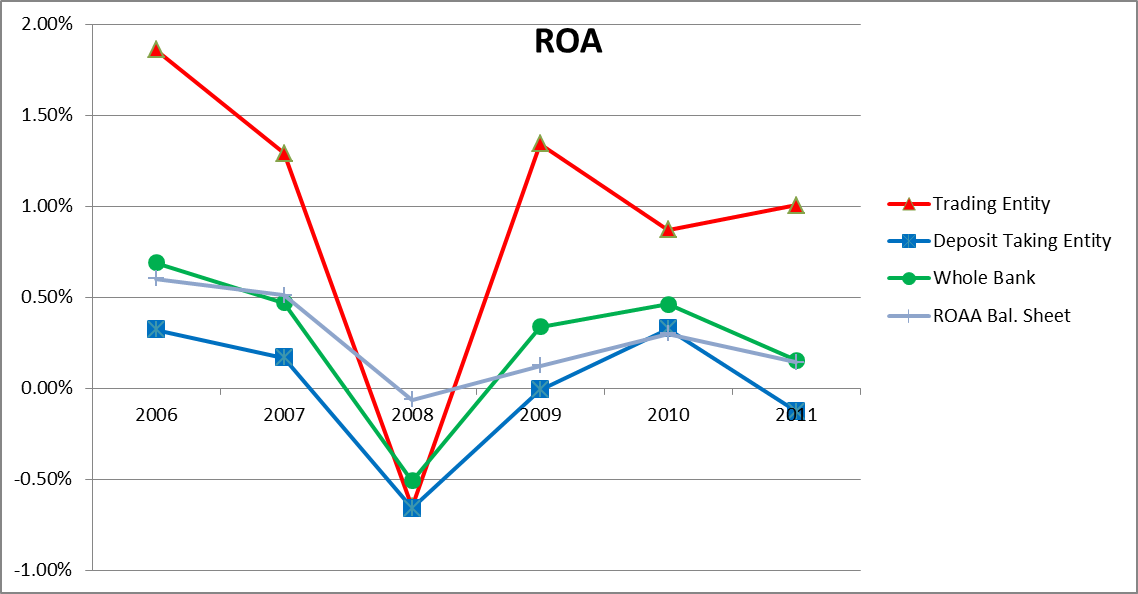 ROA
2.00%
1.50%
1.00%
0.50%
0.00%
-0.50%
-1.00%
2006 2007 2008 2009 2010 2011
Trading Entity
Deposit Taking Entity
Whole Bank
ROAA Bal. Sheet